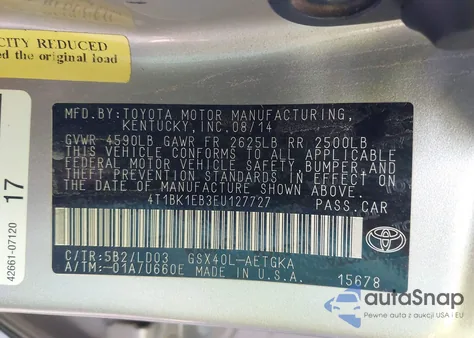 CITY REDUCED
ed the original load
17
42661-07120
MFD.BY: TOYOTA MOTOR MANUFACTURING,
KENTUCKY, INC. 08/14
GVWR 4590LB GAWR FR 2625LB RR 2500LB
THIS VEHICLE CONFORMS TO ALL APPLICABLE
FEDERAL MOTOR VEHICLE SAFETY, BUMPER, AND
THEFT PREVENTION STANDARDS IN EFFECT ON
THE DATE OF MANUFACTURE SHOWN ABOVE.
4T1BK1EB3EU127727 PASS.CAR
C/TR:5B2/LD03 GSX40L-AETGKA
A/TM:-01A/U660E MADE IN U.S.A. 15678
TOYOTA
autaSnap
Pewne auta z USA i EU